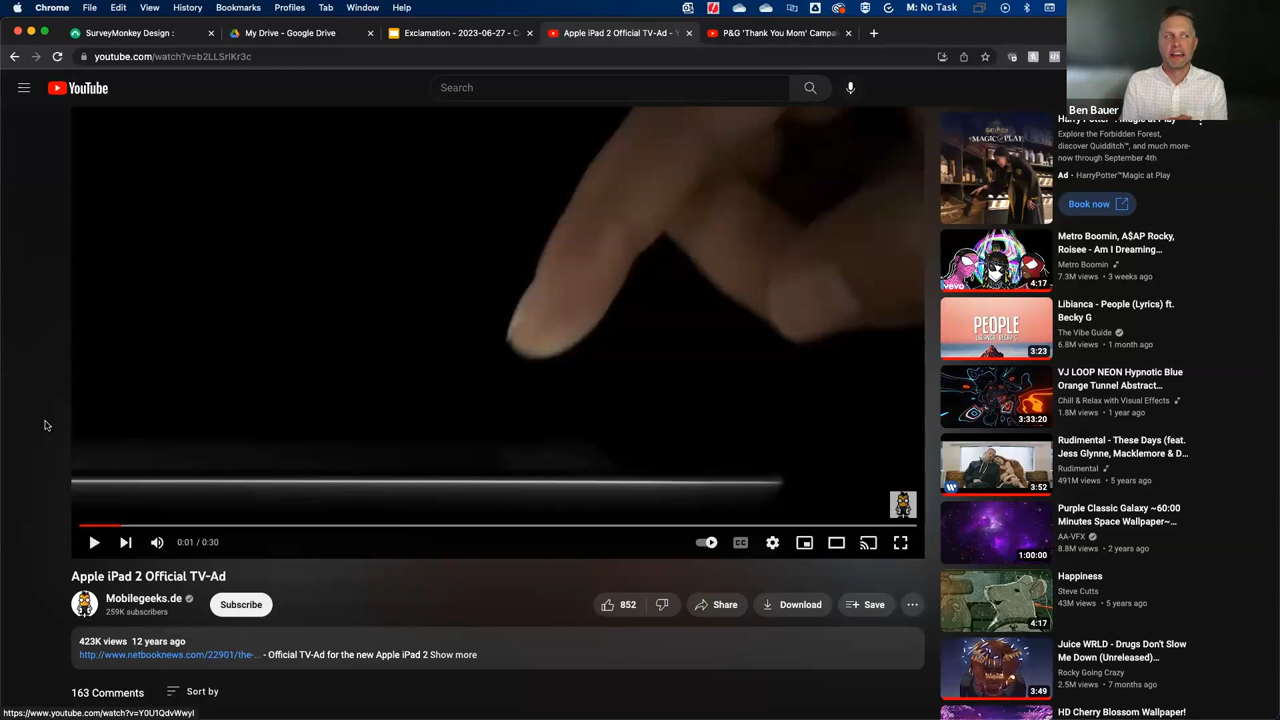 Chrome File Edit View History Bookmarks Profiles Tab Window Help M: No Task
SurveyMonkey Design : My Drive - Google Drive Exclamation - 2023-06-27 - C Apple iPad 2 Official TV-Ad - Y P&G 'Thank You Mom' Campai
youtube.com/watch?v=b2LLSrlKr3c
YouTube
Search
Ben Bauer
Explore the Forbidden Forest,
discover Quidditch™, and much more-
now through September 4th
Ad · HarryPotter™Magic at Play
Book now
MAGIC PLAY
Metro Boomin, A$AP Rocky,
Roisee - Am I Dreaming...
Metro Boomin
7.3M views • 3 weeks ago
vevo
4:17
Libianca - People (Lyrics) ft.
Becky G
The Vibe Guide
6.8M views • 1 month ago
PEOPLE
3:23
VJ LOOP NEON Hypnotic Blue
Orange Tunnel Abstract...
Chill & Relax with Visual Effects
1.8M views • 1 year ago
3:33:20
Rudimental - These Days (feat.
Jess Glynne, Macklemore & D...
Rudimental
491M views • 5 years ago
3:52
Purple Classic Galaxy ~60:00
Minutes Space Wallpaper~...
AA-VFX
8.8M views • 2 years ago
1:00:00
Happiness
Steve Cutts
43M views • 5 years ago
4:17
Juice WRLD - Drugs Don't Slow
Me Down (Unreleased)...
Rocky Going Crazy
2.5M views • 7 months ago
3:49
HD Cherry Blossom Wallpaper!
0:01 / 0:30
CC
Apple iPad 2 Official TV-Ad
Mobilegeeks.de
259K subscribers
Subscribe
852
Share
Download
Save
423K views 12 years ago
http://www.netbooknews.com/22901/the-... - Official TV-Ad for the new Apple iPad 2 Show more
163 Comments
Sort by
https://www.youtube.com/watch?v=Y0U1QdvWwyI